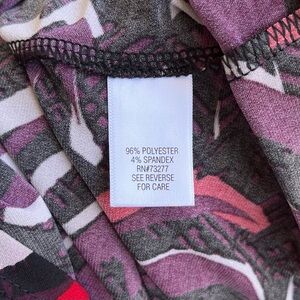 96% POLYESTER
4% SPANDEX
RN#73277
SEE REVERSE
FOR CARE